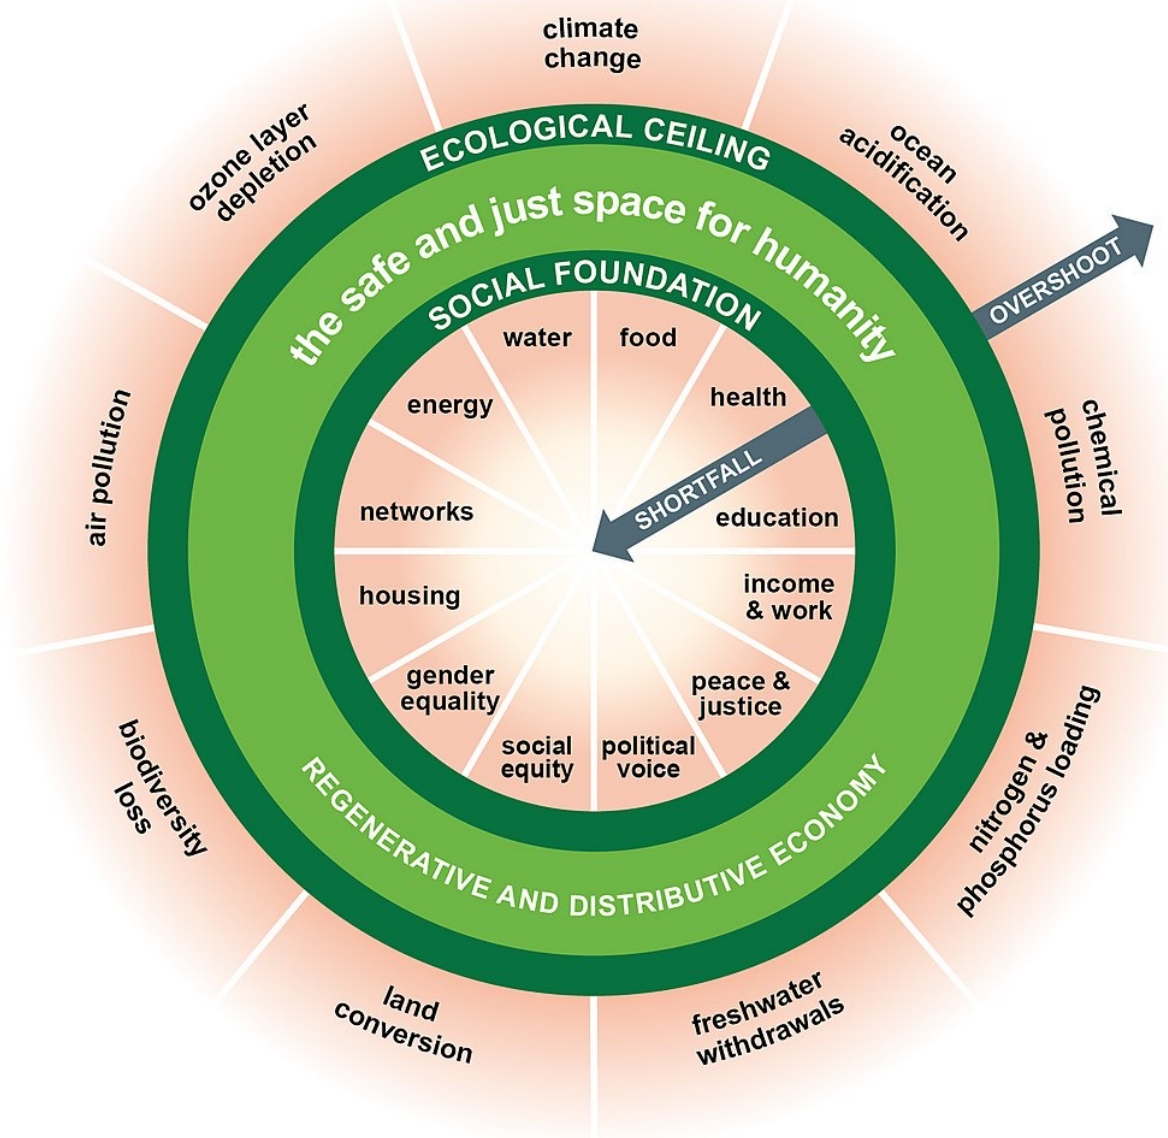 climate
change
ozone layer
depletion
ECOLOGICAL CEILING
ocean
acidification
the safe and just space for humanity
OVERSHOOT
SOCIAL FOUNDATION
water
food
energy
health
air pollution
chemical
pollution
SHORTFALL
networks
education
housing
income
& work
gender
equality
peace &
justice
social
equity
political
voice
biodiversity
loss
nitrogen &
phosphorus loading
REGENERATIVE AND DISTRIBUTIVE ECONOMY
land
conversion
freshwater
withdrawals